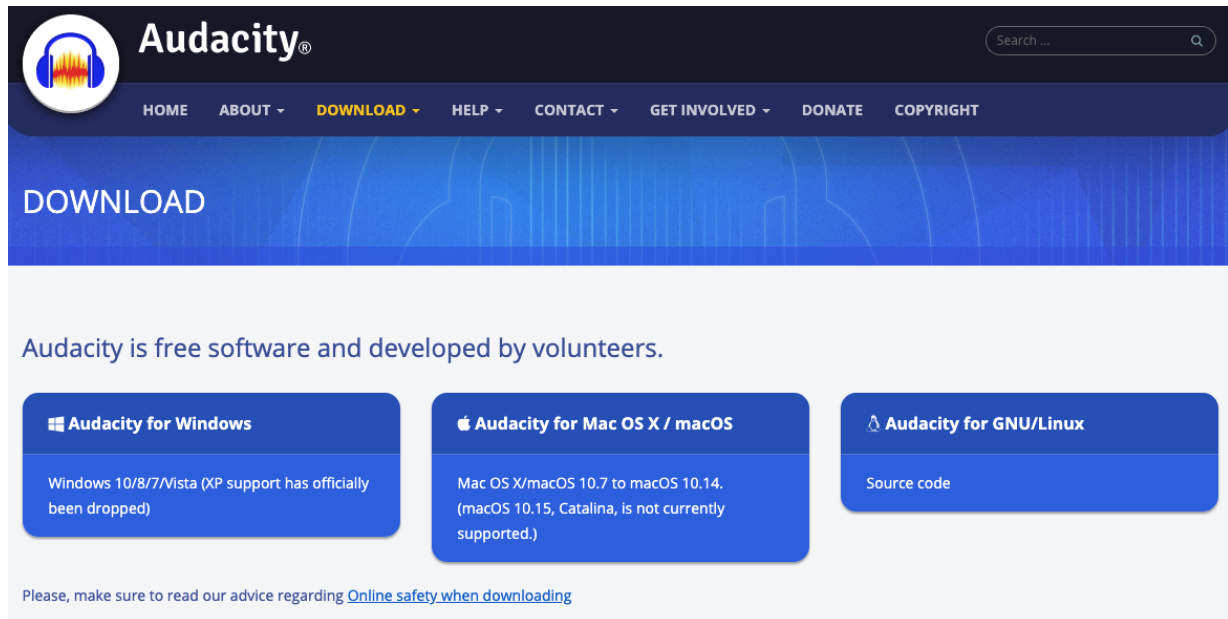 Audacity®
Search ...
HOME ABOUT DOWNLOAD HELP CONTACT GET INVOLVED DONATE COPYRIGHT
DOWNLOAD
Audacity is free software and developed by volunteers.
Audacity for Windows
Windows 10/8/7/Vista (XP support has officially
been dropped)
Audacity for Mac OS X / macOS
Mac OS X/macOS 10.7 to macOS 10.14.
(macOS 10.15, Catalina, is not currently
supported.)
Audacity for GNU/Linux
Source code
Please, make sure to read our advice regarding Online safety when downloading